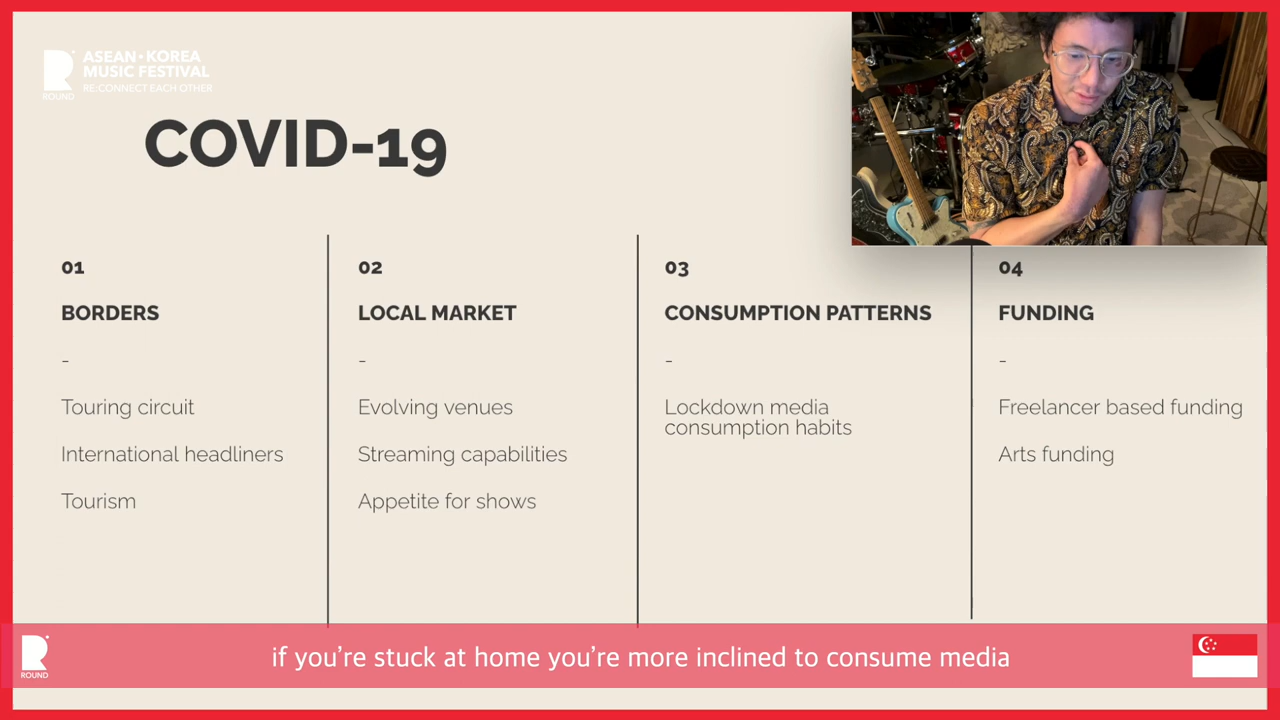 ROUND
ASEAN•KOREA
MUSIC FESTIVAL
RE:CONNECT EACH OTHER
COVID-19
01
BORDERS
-
Touring circuit
International headliners
Tourism
02
LOCAL MARKET
-
Evolving venues
Streaming capabilities
Appetite for shows
03
CONSUMPTION PATTERNS
-
Lockdown media
consumption habits
04
FUNDING
-
Freelancer based funding
Arts funding
ROUND
if you're stuck at home you're more inclined to consume media